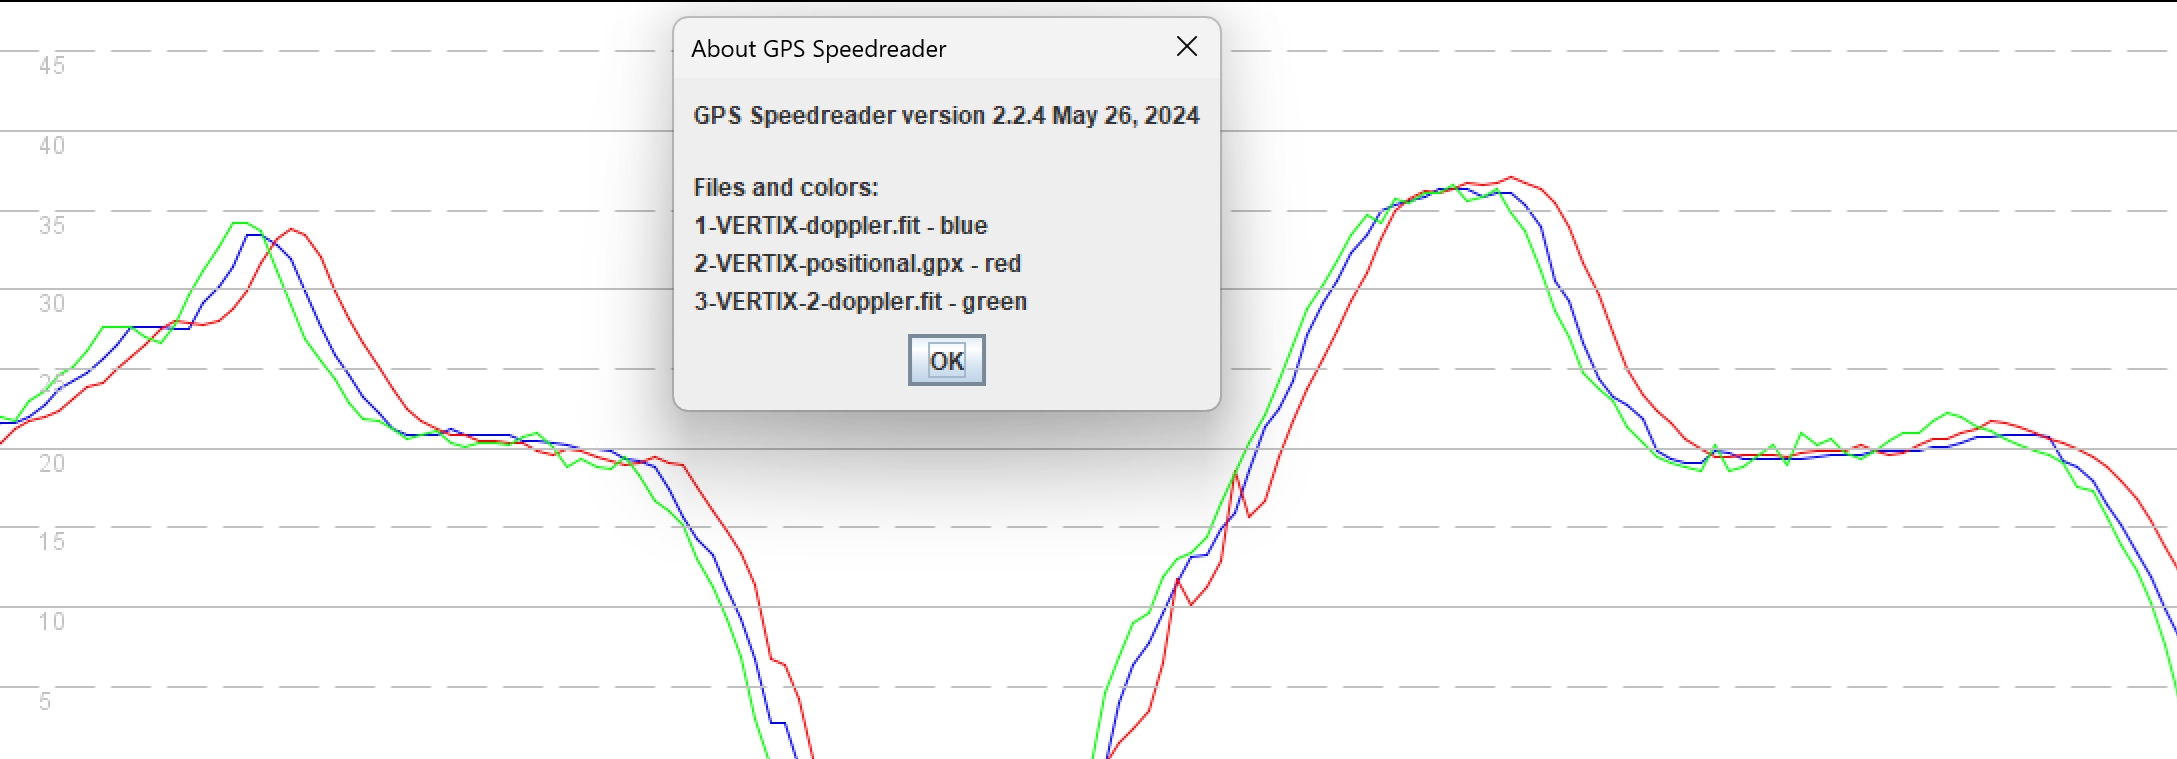 About GPS Speedreader
GPS Speedreader version 2.2.4 May 26, 2024
Files and colors:
1-VERTIX-doppler.fit - blue
2-VERTIX-positional.gpx - red
3-VERTIX-2-doppler.fit - green
OK
45
40
35
30
25
20
15
10
5